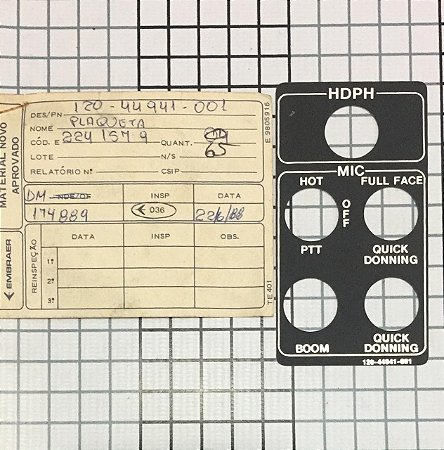 MATERIAL NOVO
APROVADO
EMBRAER
DES/PN 120-44941-001
NOME PLAQUETA
CÓD. E 224 157 9 QUANT.
LOTE N/S 65
RELATÓRIO Nº CSIP
DM INSP DATA
174889 036 22/6/88
REINSPEÇÃO
DATA INSP OBS.
1ª
2ª
3ª
E 9805916
TE 401
HDPH
MIC
HOT FULL FACE
OFF
PTT QUICK
DONNING
BOOM QUICK
DONNING
120-44941-001